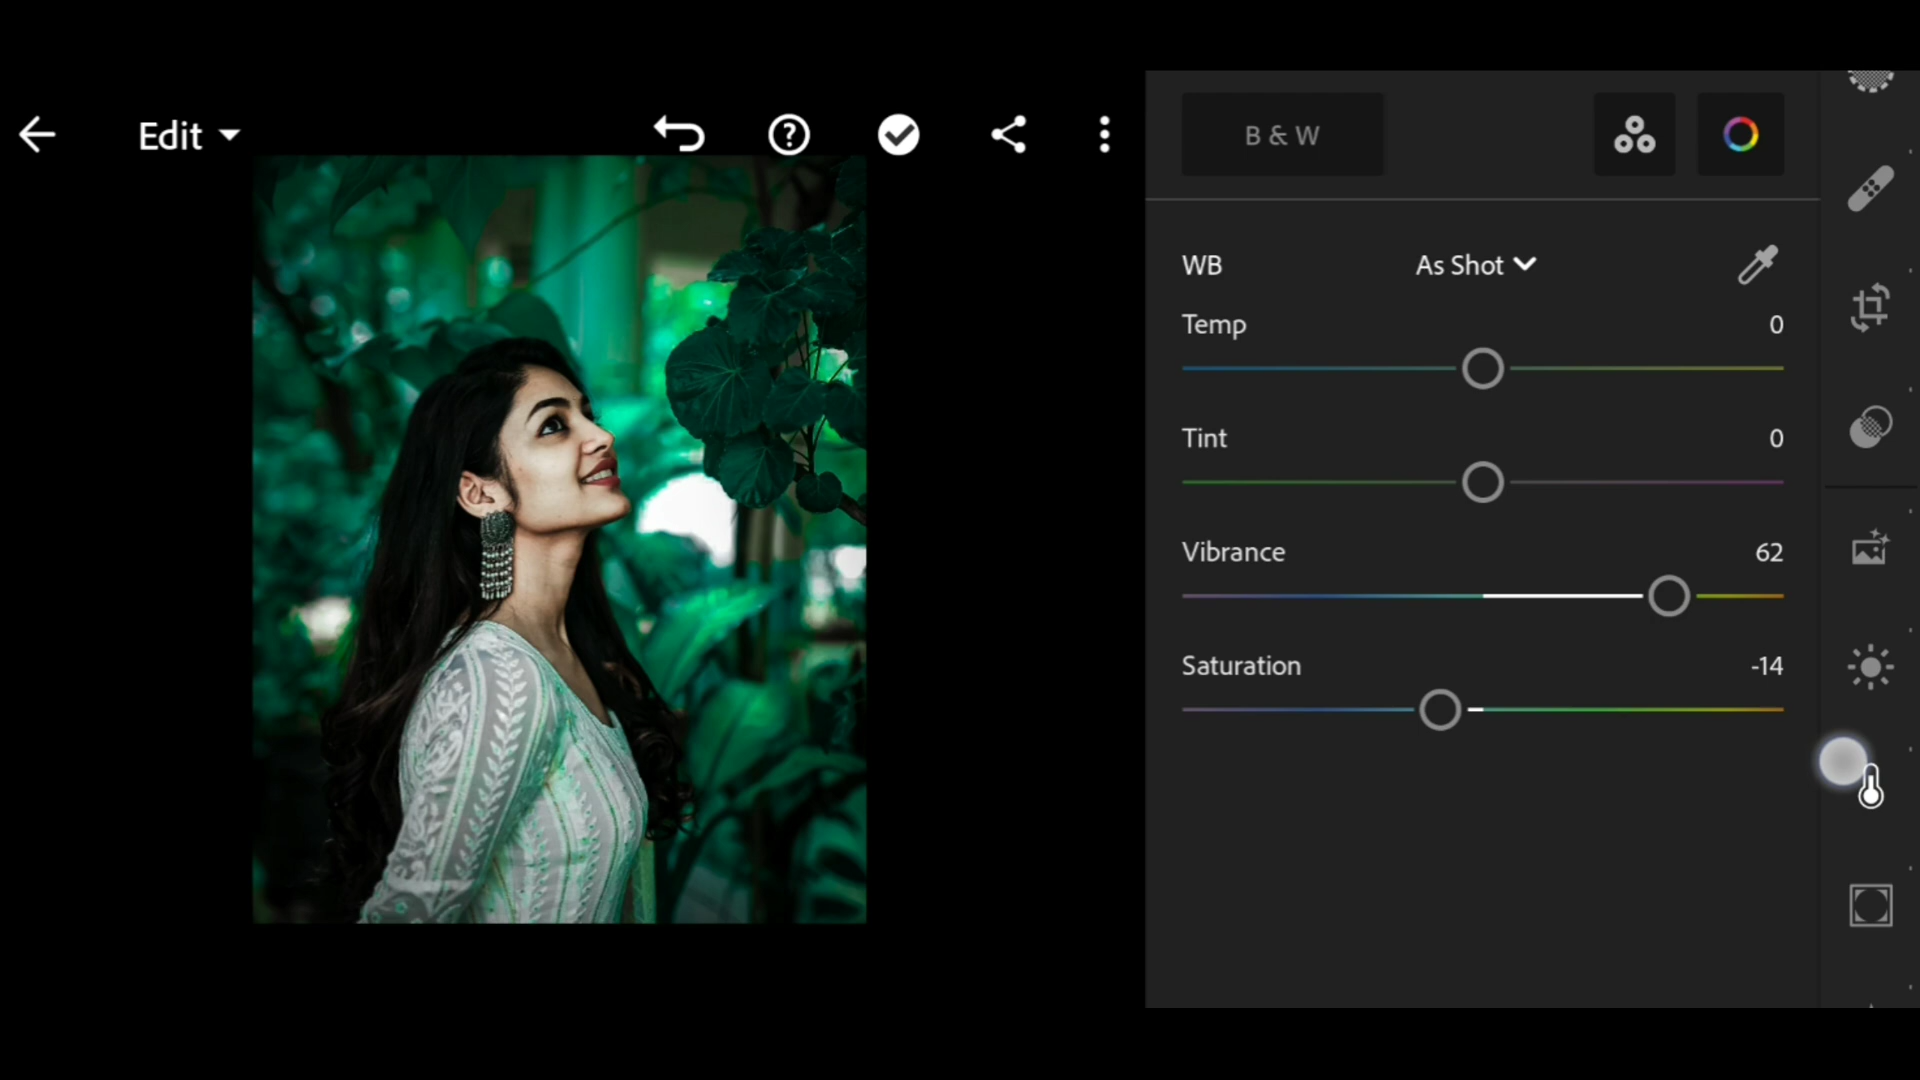 Edit
B & W
WB
As Shot
Temp
0
Tint
0
Vibrance
62
Saturation
-14